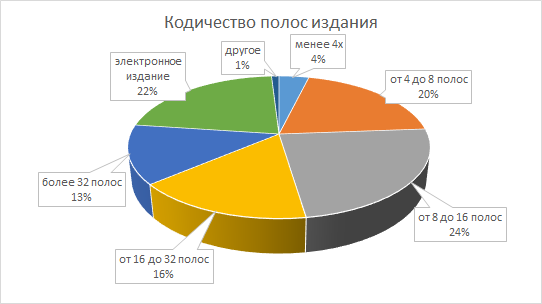 Кодичество полос издания
менее 4х
4%
от 4 до 8 полос
20%
от 8 до 16 полос
24%
от 16 до 32 полос
16%
более 32 полос
13%
электронное
издание
22%
другое
1%